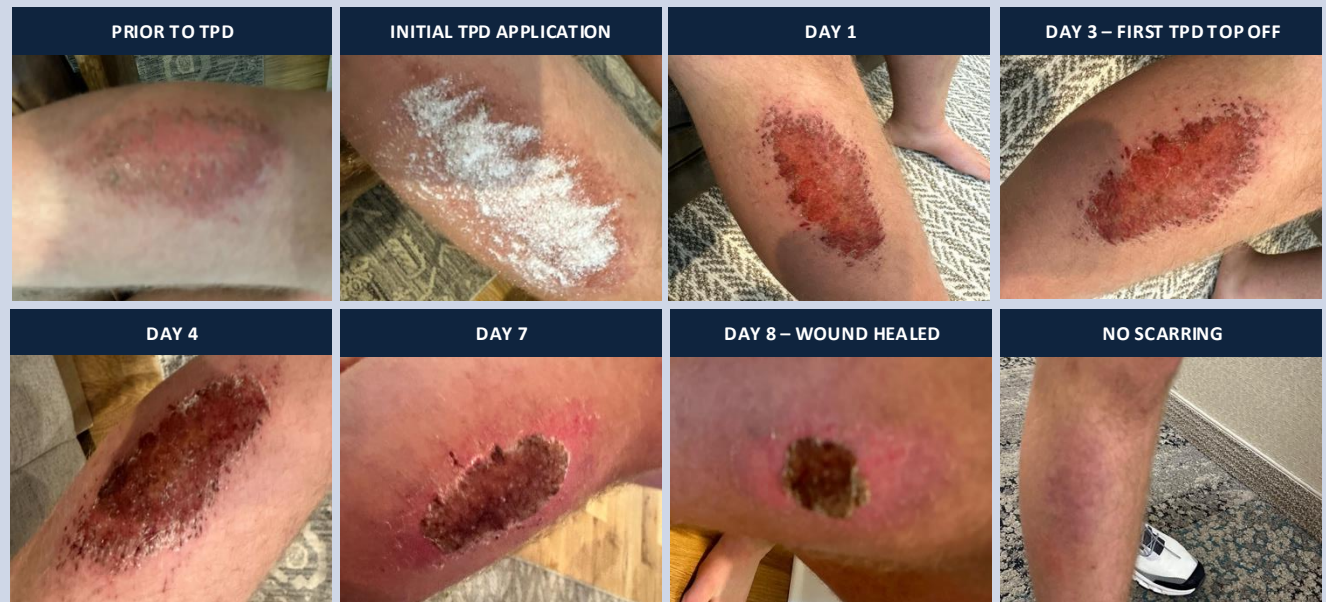 PRIOR TO TPD
INITIAL TPD APPLICATION
DAY 1
DAY 3 – FIRST TPD TOP OFF
DAY 4
DAY 7
DAY 8 – WOUND HEALED
NO SCARRING